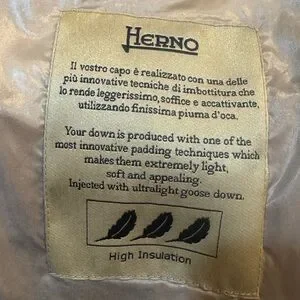 HERNO
Il vostro capo è realizzato con una delle
più innovative tecniche di imbottitura che
lo rende leggerissimo, soffice e accattivante,
utilizzando finissima piuma d'oca.
Your down is produced with one of the
most innovative padding techniques which
makes them extremely light,
soft and appealing.
Injected with ultralight goose down.
High Insulation